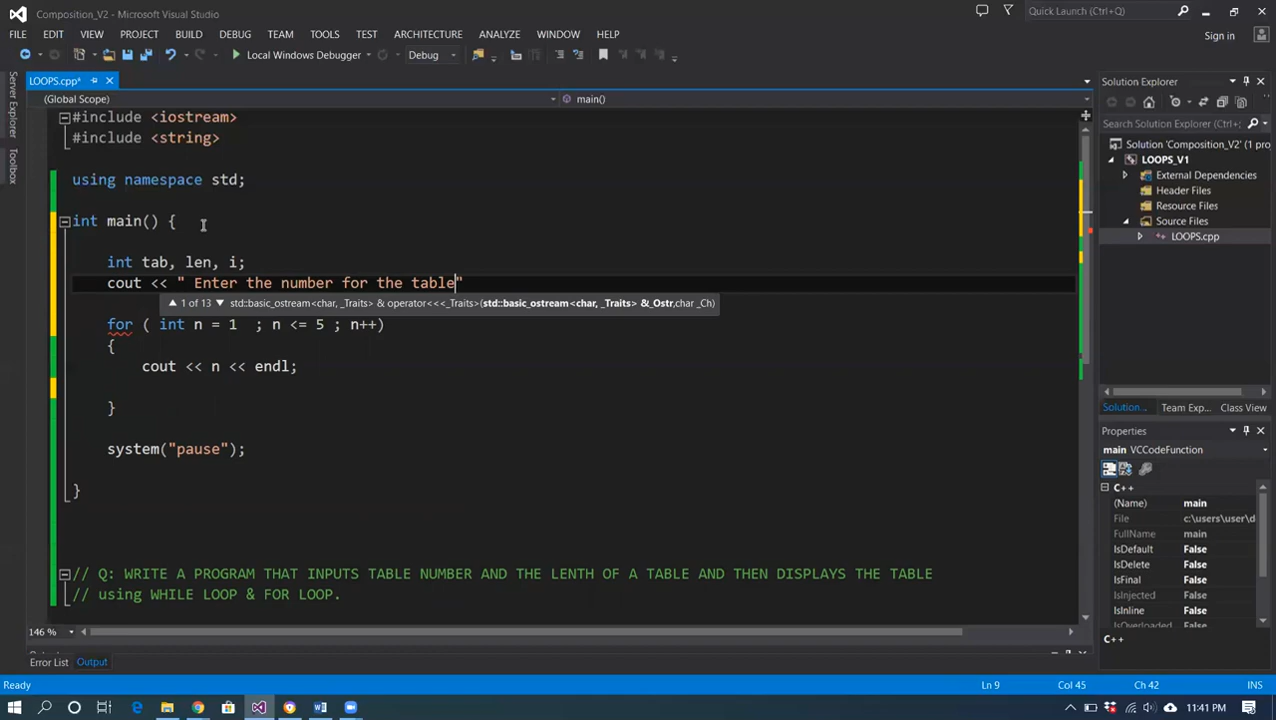 Composition_V2 - Microsoft Visual Studio
Quick Launch (Ctrl+Q)
FILE EDIT VIEW PROJECT BUILD DEBUG TEAM TOOLS TEST ARCHITECTURE ANALYZE WINDOW HELP
Sign in
Local Windows Debugger
Debug
Server Explorer
Toolbox
LOOPS.cpp*
(Global Scope)
main()
#include <iostream>
#include <string>
using namespace std;
int main() {
int tab, len, i;
cout << " Enter the number for the table"
1 of 13 std::basic_ostream<char, _Traits> & operator<<<_Traits>(std::basic_ostream<char, _Traits> &_Ostr,char _Ch)
for ( int n = 1 ; n <= 5 ; n++)
{
cout << n << endl;
}
system("pause");
}
// Q: WRITE A PROGRAM THAT INPUTS TABLE NUMBER AND THE LENTH OF A TABLE AND THEN DISPLAYS THE TABLE
// using WHILE LOOP & FOR LOOP.
146 %
Error List Output
Solution Explorer
Search Solution Explorer (Ctrl+;)
Solution 'Composition_V2' (1 pro
LOOPS_V1
External Dependencies
Header Files
Resource Files
Source Files
LOOPS.cpp
Solution... Team Exp... Class View
Properties
main VCCodeFunction
C++
(Name) main
File c:\users\user\d
FullName main
IsDefault False
IsDelete False
IsFinal False
IsInjected False
IsInline False
IsOverloaded False
C++
Ready
Ln 9
Col 45
Ch 42
INS
11:41 PM